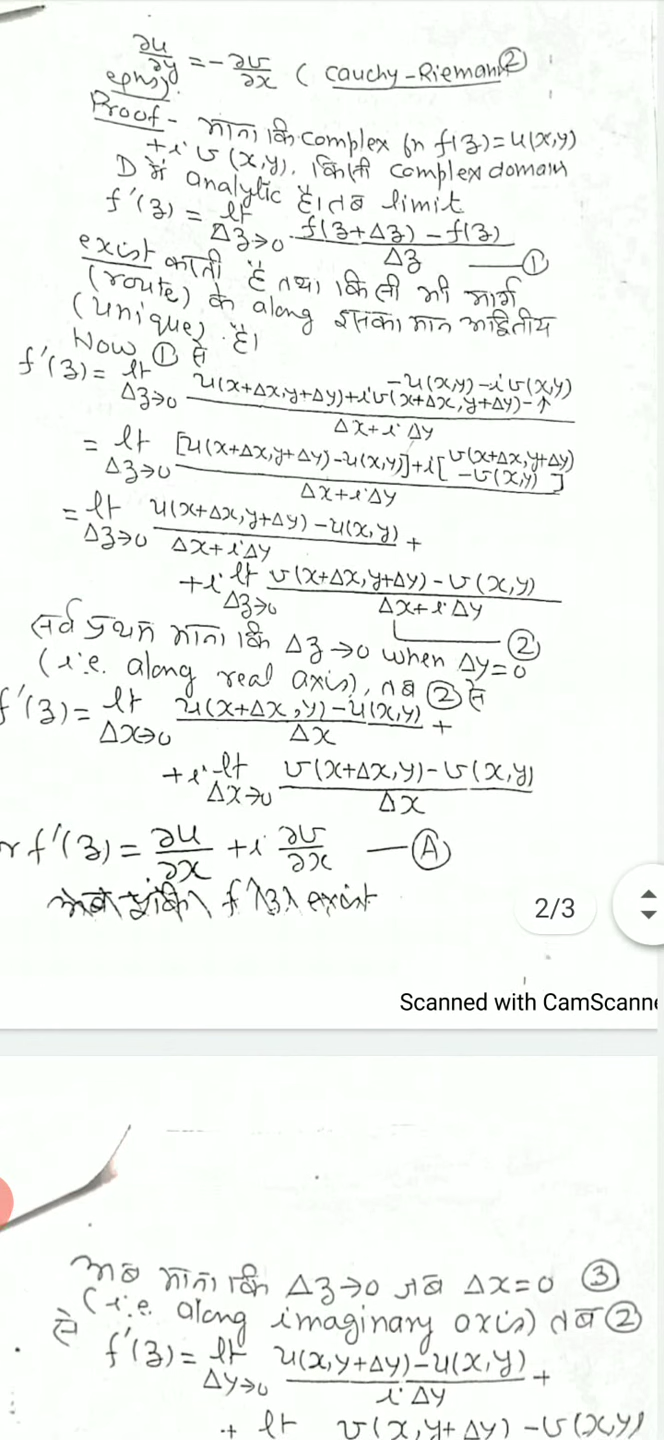 ∂u/∂y = -∂v/∂x ( Cauchy-Riemann ②
eqns).
Proof - माना कि complex fn f(z)=u(x,y)
+i v(x,y), किसी complex domain
D में analytic है। तब limit
f'(z) = lt Δz→0 f(z+Δz) - f(z) / Δz —①
exist करती है तथा किसी भी मार्ग
(route) के along इसका मान अद्वितीय
(unique) है।
Now ① से
f'(z) = lt Δz→0 u(x+Δx,y+Δy)+iv(x+Δx,y+Δy)-↑ -u(x,y)-iv(x,y) / Δx+iΔy
= lt Δz→0 [u(x+Δx,y+Δy)-u(x,y)]+i[v(x+Δx,y+Δy) -v(x,y)] / Δx+iΔy
= lt Δz→0 u(x+Δx,y+Δy)-u(x,y) / Δx+iΔy +
+i lt Δz→0 v(x+Δx,y+Δy)-v(x,y) / Δx+iΔy —②
सर्व प्रथम माना कि Δz→0 when Δy=0
(i.e. along real axis), तब ② से
f'(z) = lt Δx→0 u(x+Δx,y)-u(x,y) / Δx +
+i lt Δx→0 v(x+Δx,y)-v(x,y) / Δx
or f'(z) = ∂u/∂x +i ∂v/∂x —Ⓐ
f'(z) exist
2/3
Scanned with CamScanne
अब माना कि Δz→0 जब Δx=0 ③
(i.e. along imaginary axis) तब ②
से
f'(z) = lt Δy→0 u(x,y+Δy)-u(x,y) / iΔy +
+ lt v(x,y+Δy)-v(x,y)